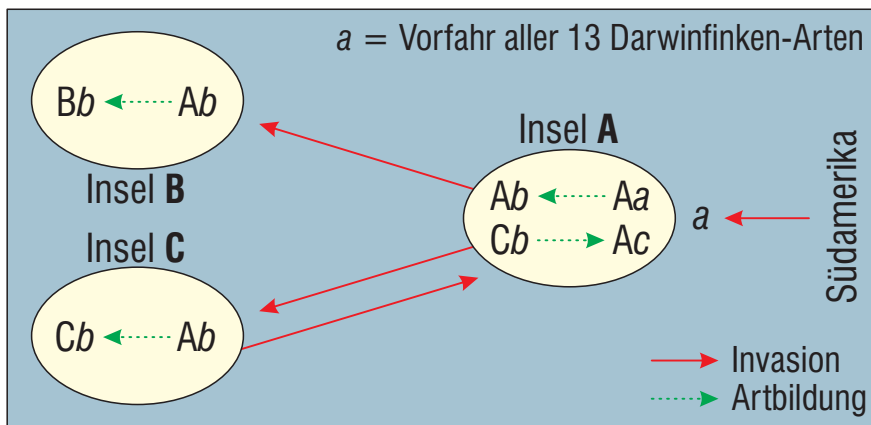 a = Vorfahr aller 13 Darwinfinken-Arten
Bb Ab
Insel B
Insel A
Ab Aa
Cb Ac
a
Südamerika
Insel C
Cb Ab
Invasion
Artbildung